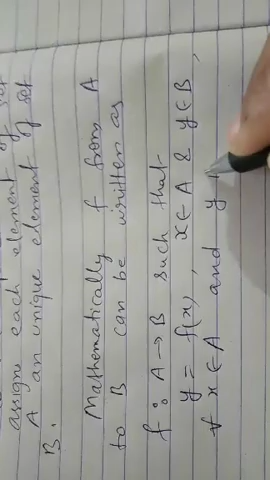 assigns each element of set
A an unique element of set
B.
Mathematically f from A
to B can be written as
f : A → B such that
y = f(x), x ∈ A & y ∈ B,
∀ x ∈ A and y